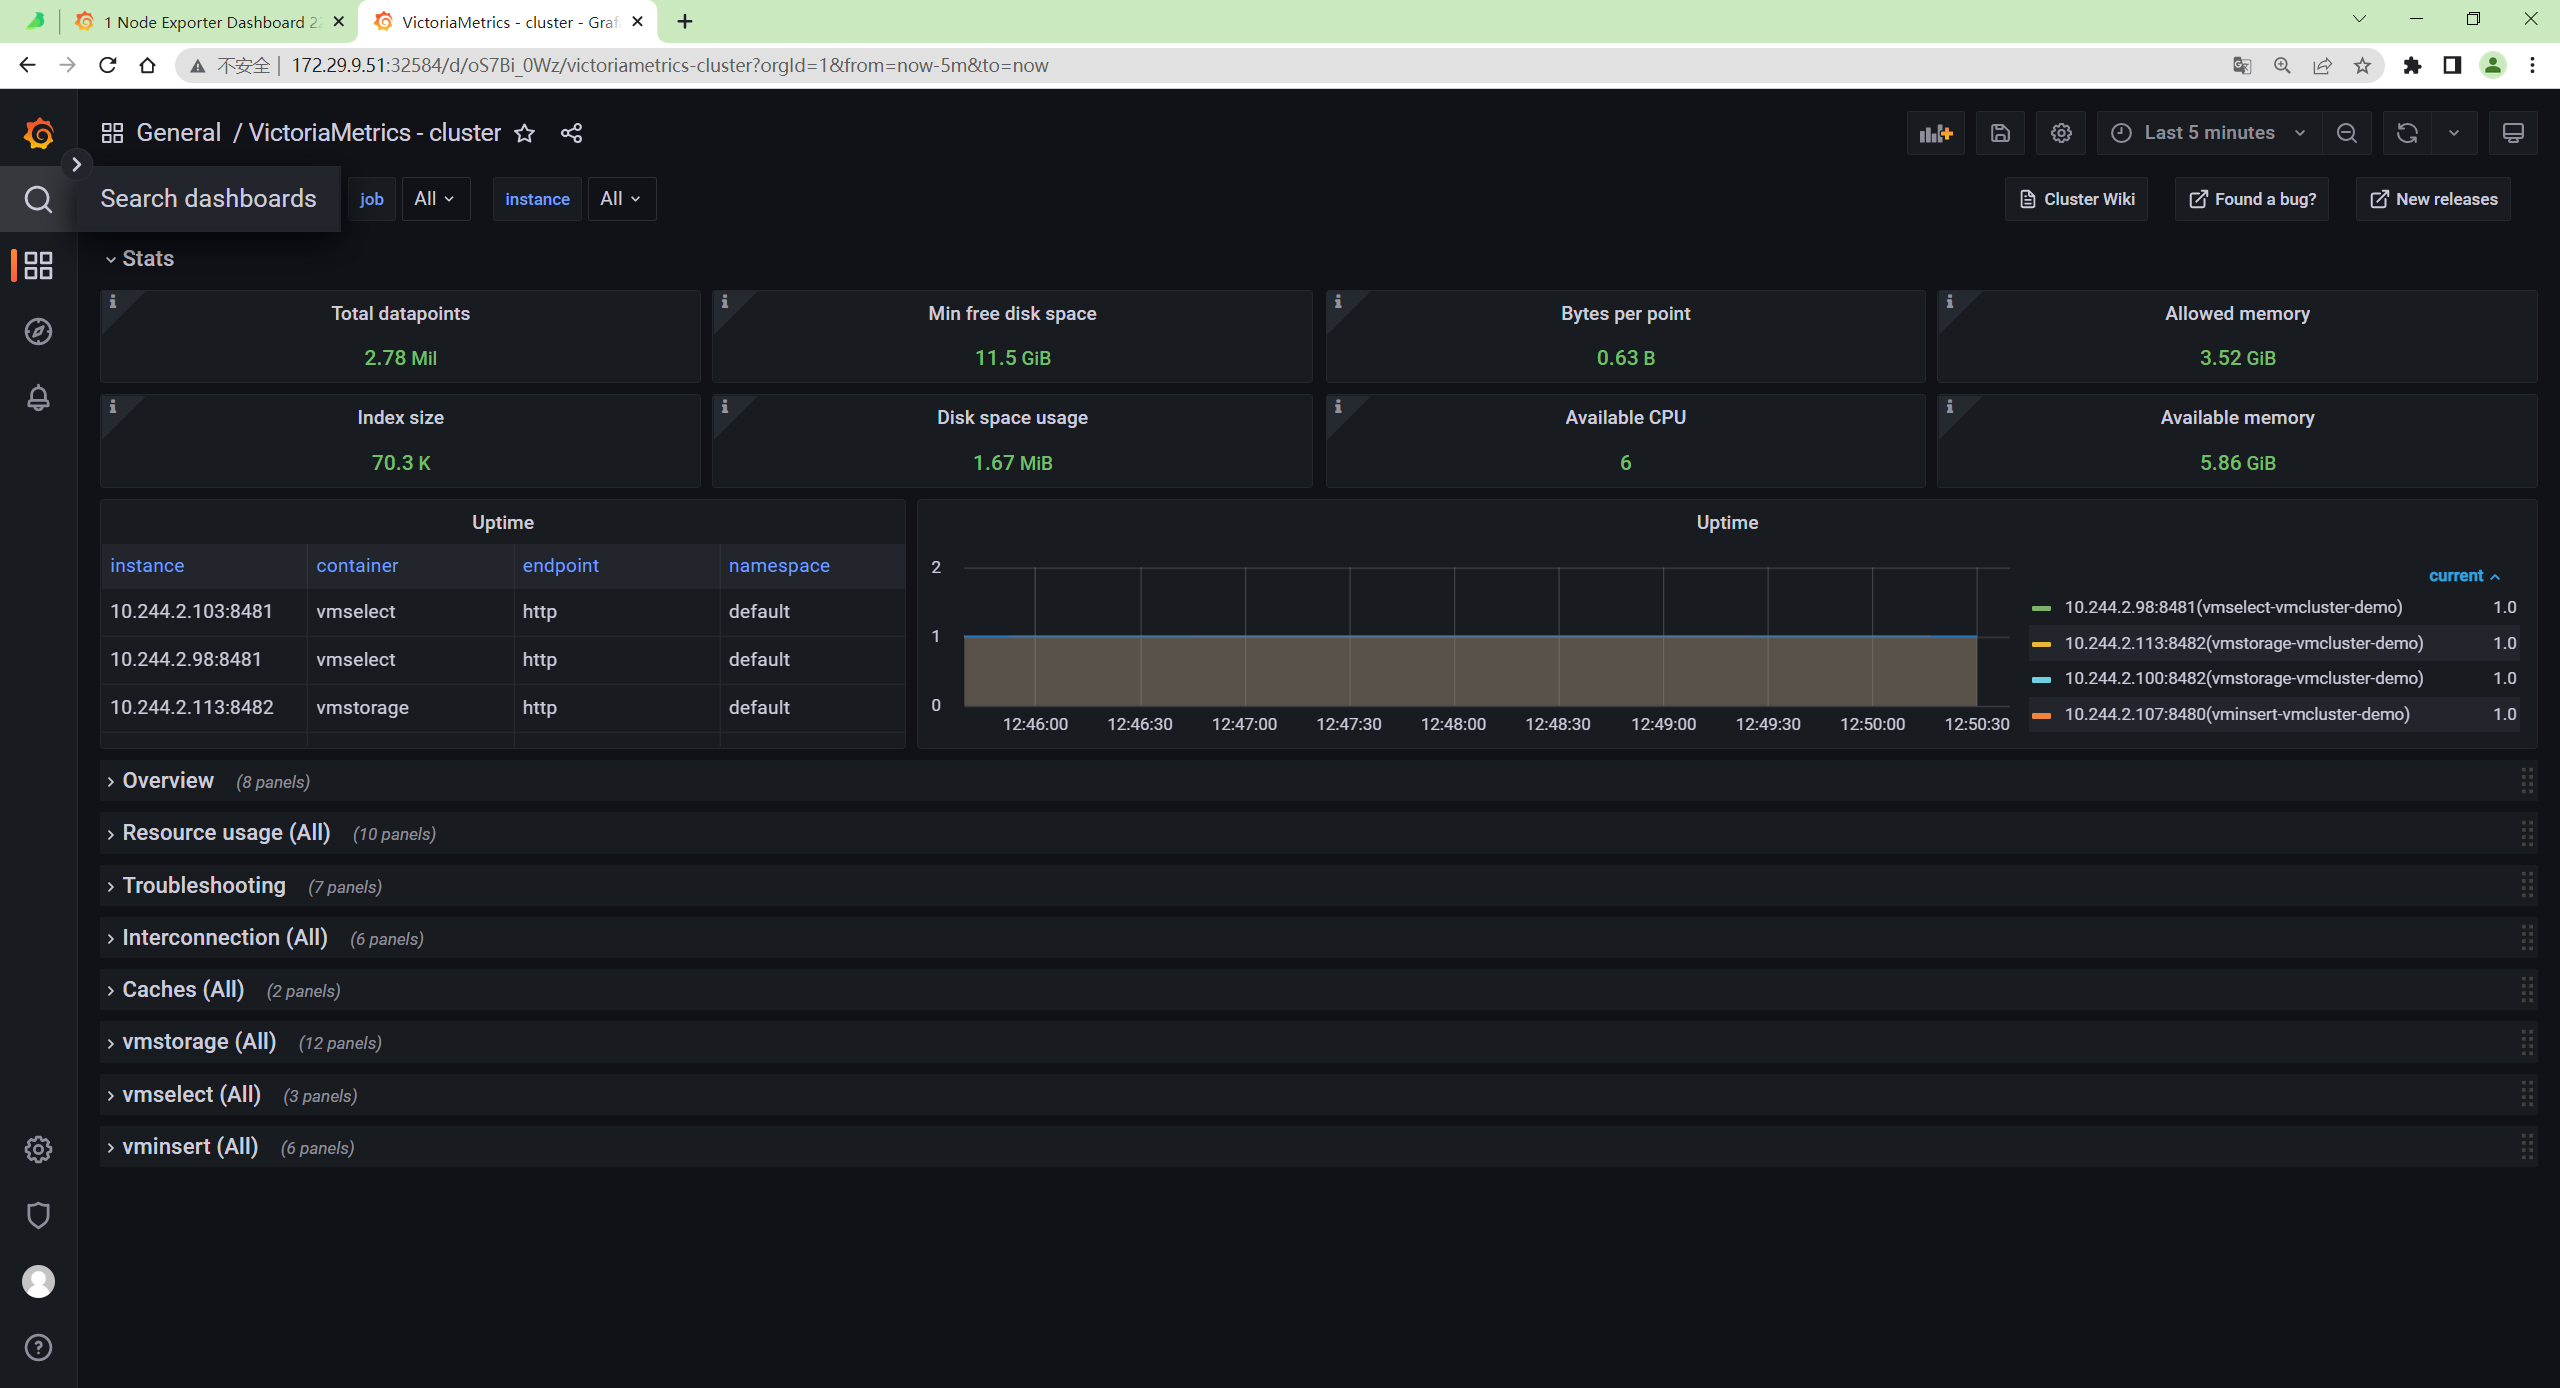 1 Node Exporter Dashboard 22
VictoriaMetrics - cluster - Graf
不安全
172.29.9.51:32584/d/oS7Bi_0Wz/victoriametrics-cluster?orgId=1&from=now-5m&to=now
General / VictoriaMetrics - cluster
Last 5 minutes
Search dashboards
job All instance All
Cluster Wiki
Found a bug?
New releases
Stats
Total datapoints
2.78 Mil
Min free disk space
11.5 GiB
Bytes per point
0.63 B
Allowed memory
3.52 GiB
Index size
70.3 K
Disk space usage
1.67 MiB
Available CPU
6
Available memory
5.86 GiB
Uptime
instance container endpoint namespace
10.244.2.103:8481 vmselect http default
10.244.2.98:8481 vmselect http default
10.244.2.113:8482 vmstorage http default
Uptime
2
1
0
12:46:00 12:46:30 12:47:00 12:47:30 12:48:00 12:48:30 12:49:00 12:49:30 12:50:00 12:50:30
current
10.244.2.98:8481(vmselect-vmcluster-demo) 1.0
10.244.2.113:8482(vmstorage-vmcluster-demo) 1.0
10.244.2.100:8482(vmstorage-vmcluster-demo) 1.0
10.244.2.107:8480(vminsert-vmcluster-demo) 1.0
Overview (8 panels)
Resource usage (All) (10 panels)
Troubleshooting (7 panels)
Interconnection (All) (6 panels)
Caches (All) (2 panels)
vmstorage (All) (12 panels)
vmselect (All) (3 panels)
vminsert (All) (6 panels)